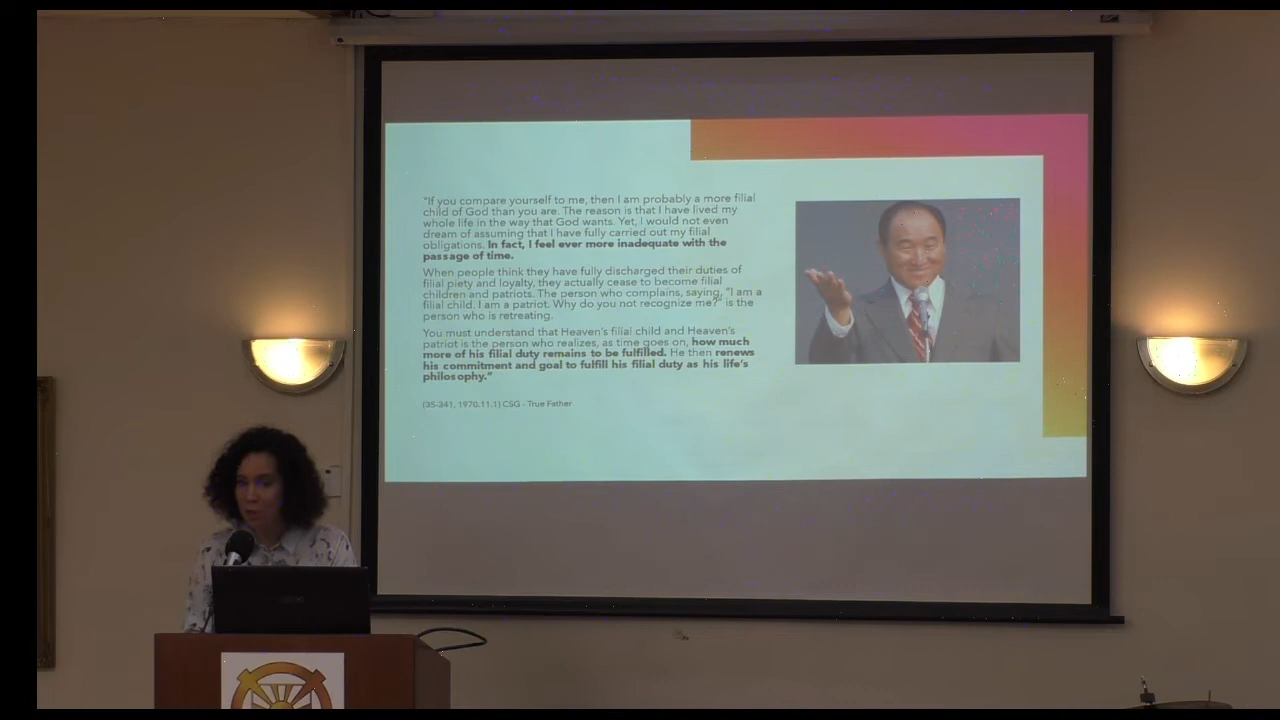 "If you compare yourself to me, then I am probably a more filial
child of God than you are. The reason is that I have lived my
whole life in the way that God wants. Yet, I would not even
dream of assuming that I have fully carried out my filial
obligations. In fact, I feel ever more inadequate with the
passage of time.
When people think they have fully discharged their duties of
filial piety and loyalty, they actually cease to become filial
children and patriots. The person who complains, saying, "I am a
filial child. I am a patriot. Why do you not recognize me?" is the
person who is retreating.
You must understand that Heaven's filial child and Heaven's
patriot is the person who realizes, as time goes on, how much
more of his filial duty remains to be fulfilled. He then renews
his commitment and goal to fulfill his filial duty as his life's
philosophy."
(35-341, 1970.11.1) CSG - True Father